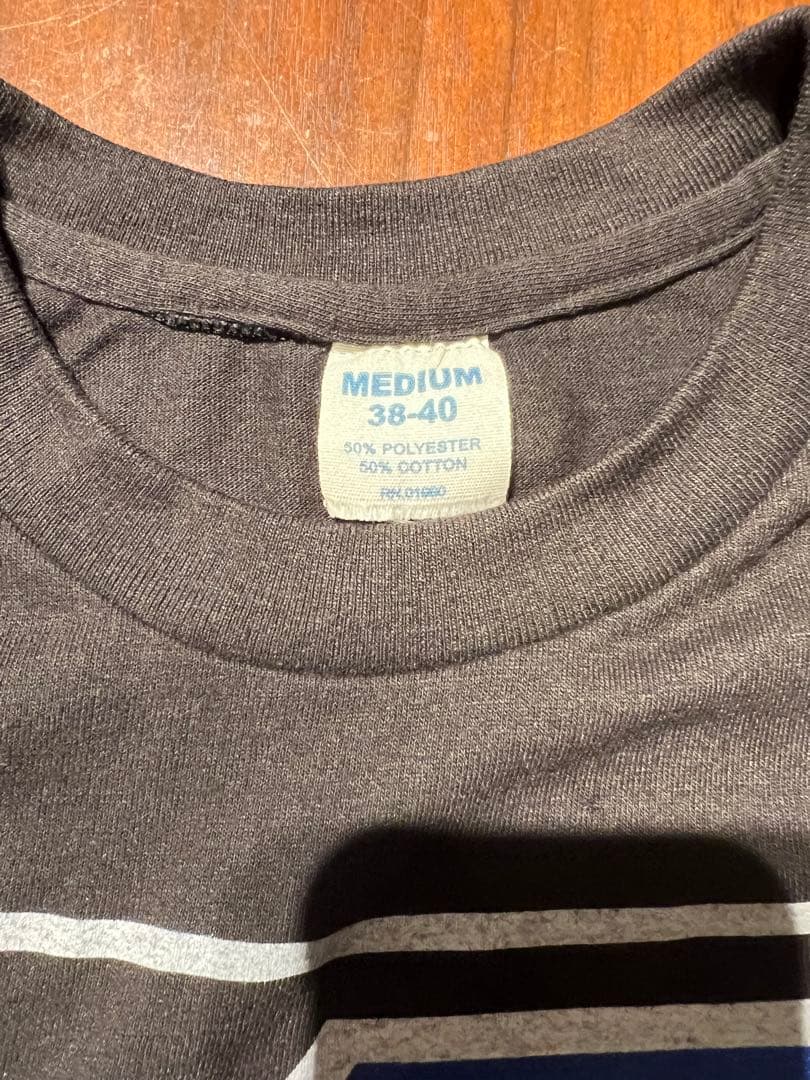 MEDIUM
38-40
50% POLYESTER
50% COTTON